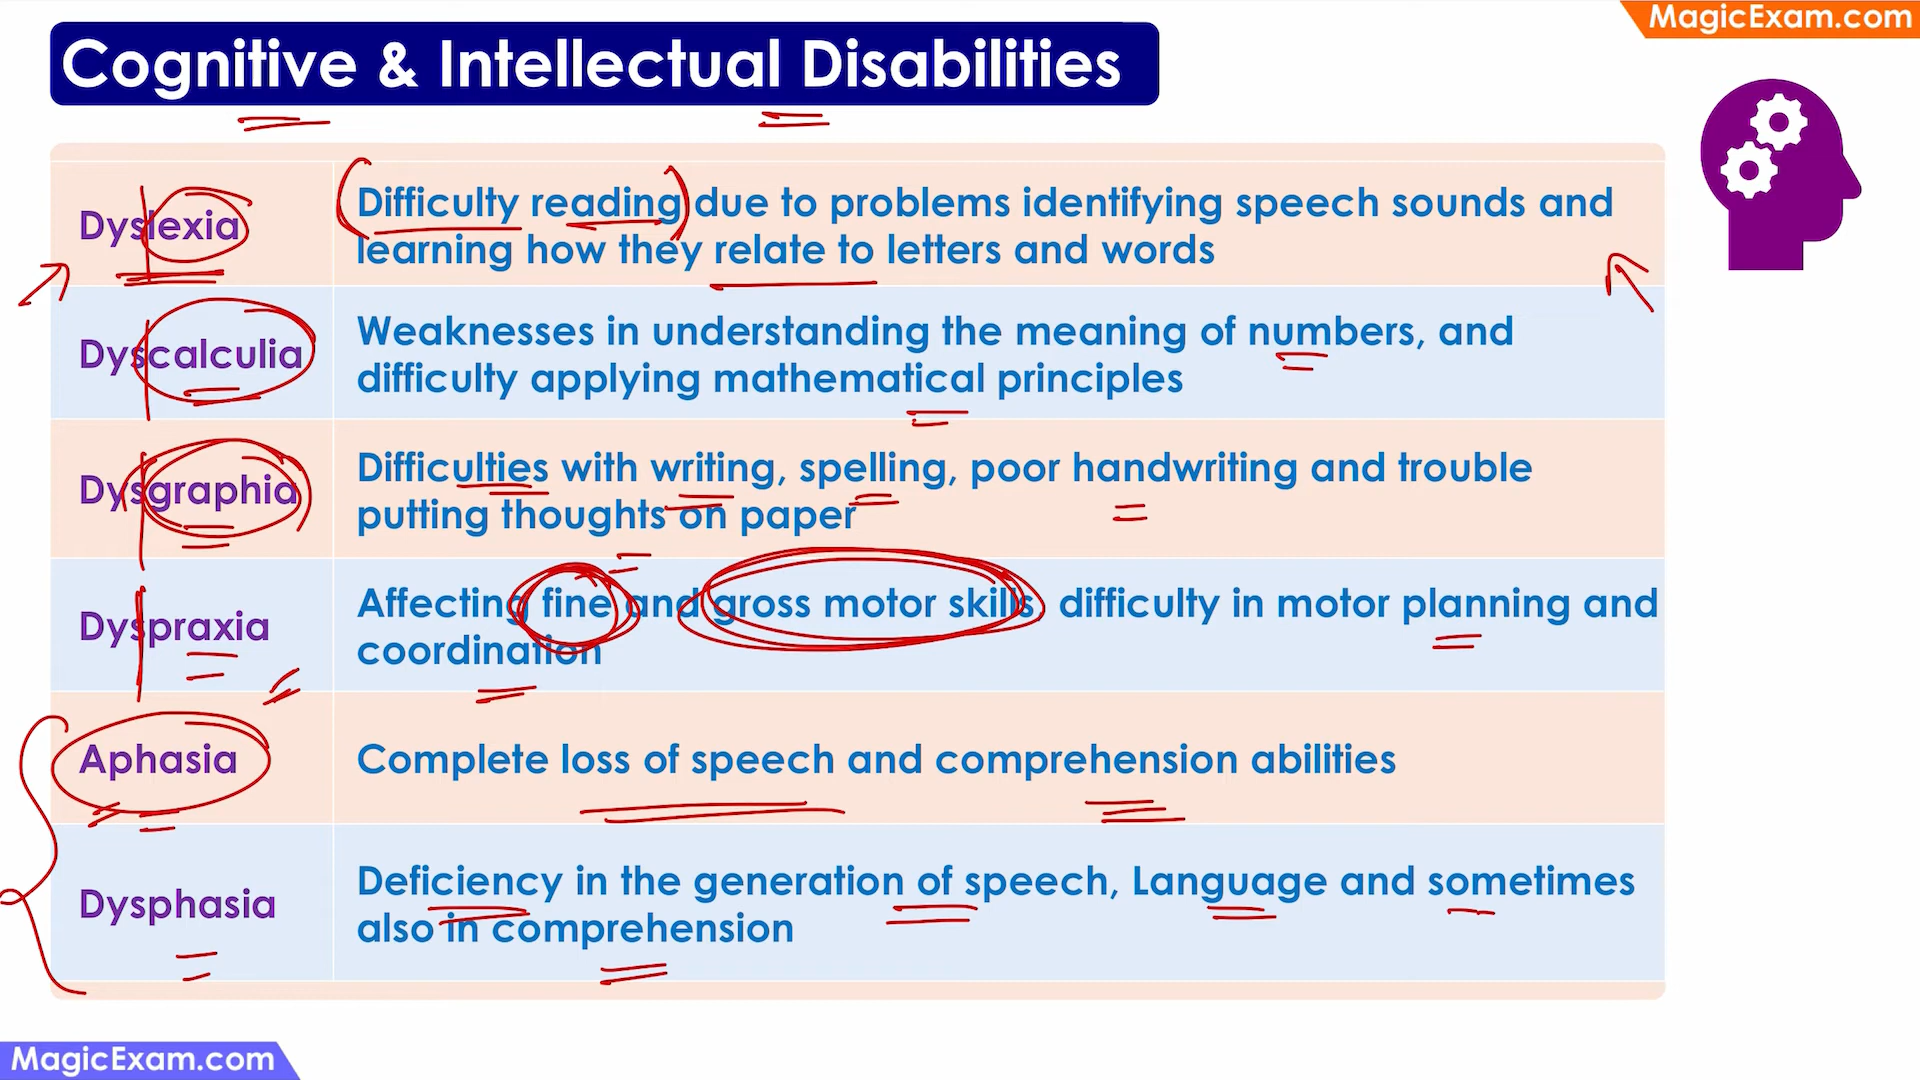 MagicExam.com
Cognitive & Intellectual Disabilities
Dyslexia
Difficulty reading due to problems identifying speech sounds and
learning how they relate to letters and words
Dyscalculia
Weaknesses in understanding the meaning of numbers, and
difficulty applying mathematical principles
Dysgraphia
Difficulties with writing, spelling, poor handwriting and trouble
putting thoughts on paper
Dyspraxia
Affecting fine and gross motor skills, difficulty in motor planning and
coordination
Aphasia
Complete loss of speech and comprehension abilities
Dysphasia
Deficiency in the generation of speech, Language and sometimes
also in comprehension
MagicExam.com